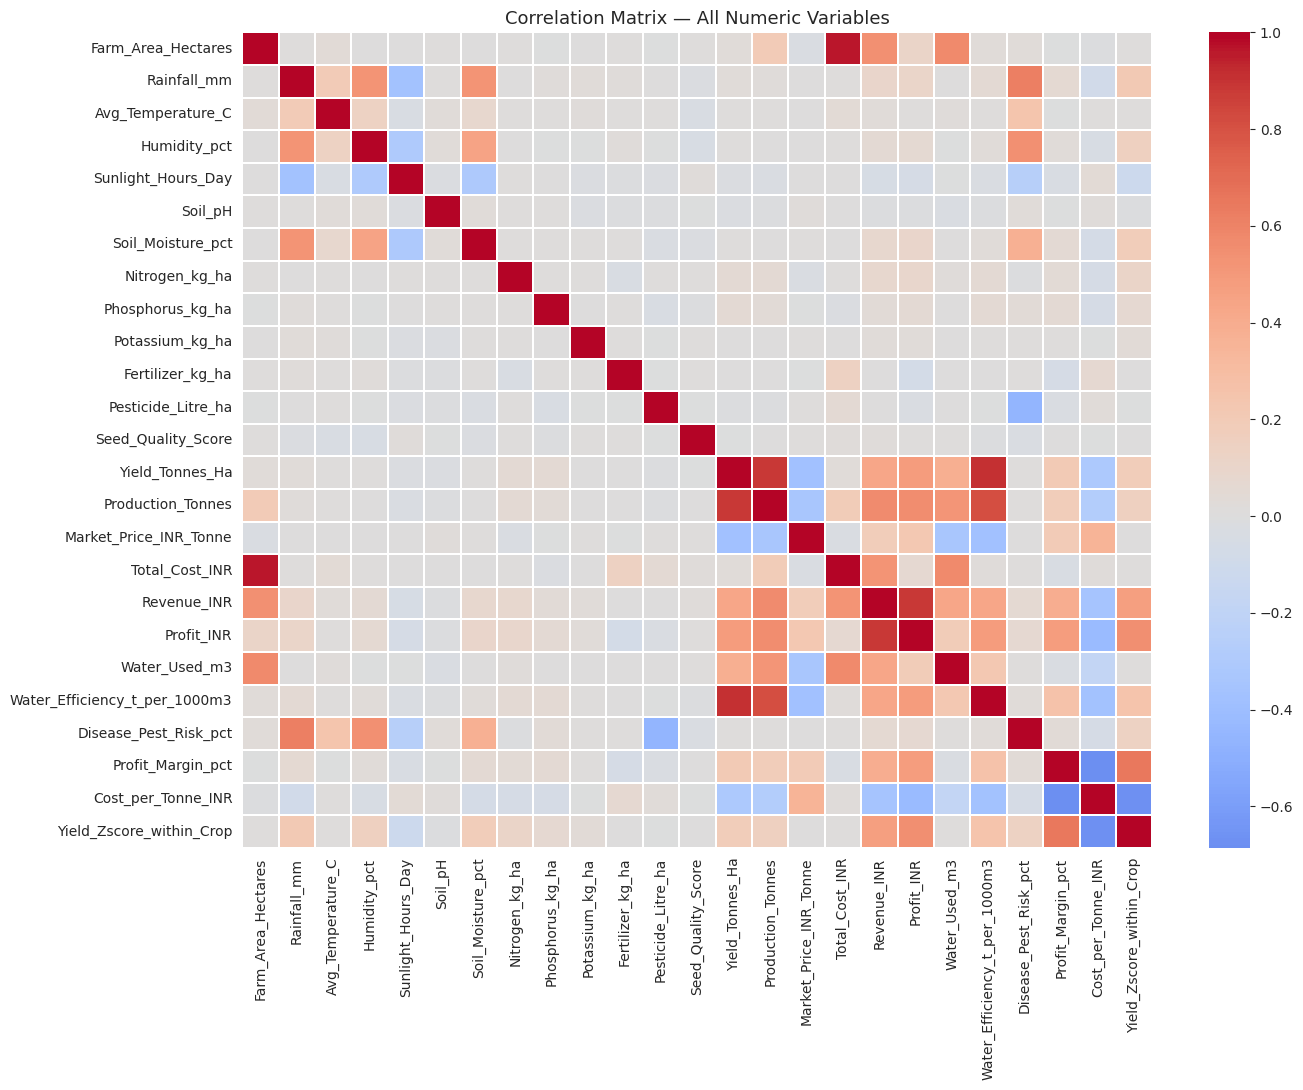 Correlation Matrix — All Numeric Variables
Farm_Area_Hectares
Rainfall_mm
Avg_Temperature_C
Humidity_pct
Sunlight_Hours_Day
Soil_pH
Soil_Moisture_pct
Nitrogen_kg_ha
Phosphorus_kg_ha
Potassium_kg_ha
Fertilizer_kg_ha
Pesticide_Litre_ha
Seed_Quality_Score
Yield_Tonnes_Ha
Production_Tonnes
Market_Price_INR_Tonne
Total_Cost_INR
Revenue_INR
Profit_INR
Water_Used_m3
Water_Efficiency_t_per_1000m3
Disease_Pest_Risk_pct
Profit_Margin_pct
Cost_per_Tonne_INR
Yield_Zscore_within_Crop
Farm_Area_Hectares
Rainfall_mm
Avg_Temperature_C
Humidity_pct
Sunlight_Hours_Day
Soil_pH
Soil_Moisture_pct
Nitrogen_kg_ha
Phosphorus_kg_ha
Potassium_kg_ha
Fertilizer_kg_ha
Pesticide_Litre_ha
Seed_Quality_Score
Yield_Tonnes_Ha
Production_Tonnes
Market_Price_INR_Tonne
Total_Cost_INR
Revenue_INR
Profit_INR
Water_Used_m3
Water_Efficiency_t_per_1000m3
Disease_Pest_Risk_pct
Profit_Margin_pct
Cost_per_Tonne_INR
Yield_Zscore_within_Crop
1.0
0.8
0.6
0.4
0.2
0.0
−0.2
−0.4
−0.6